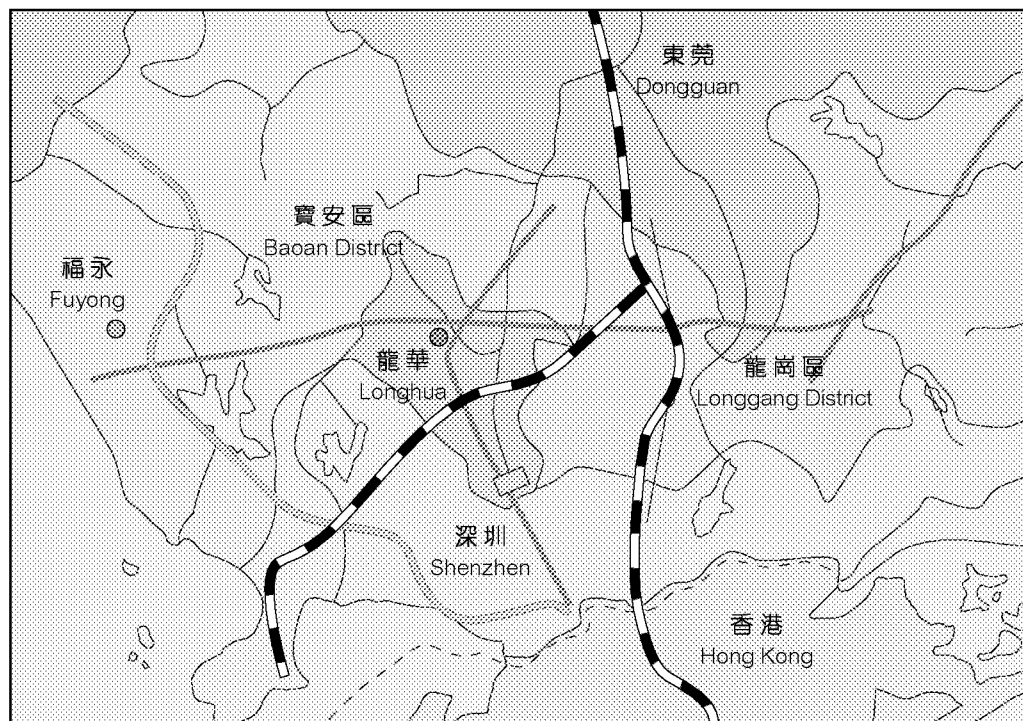 東莞
Dongguan
寶安區
Baoan District
福永
Fuyong
龍華
Longhua
龍崗區
Longgang District
深圳
Shenzhen
香港
Hong Kong